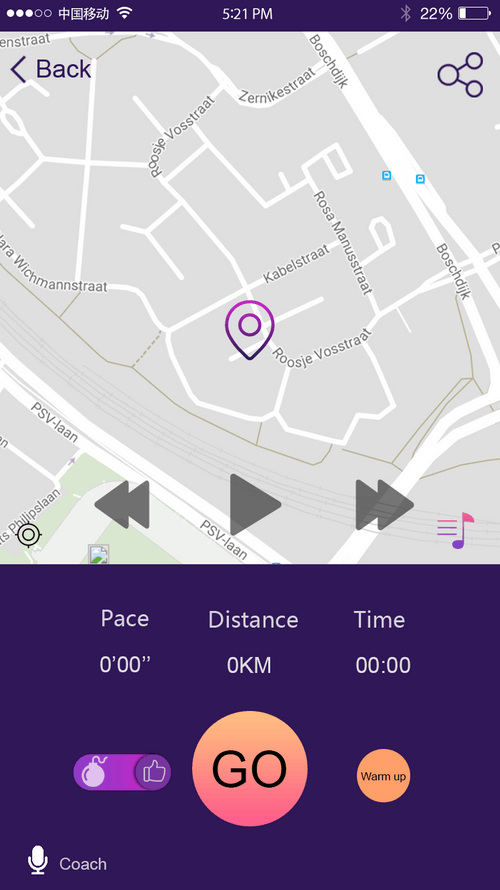 中国移动
5:21 PM
22%
enstraat
Back
Boschdijk
Zernikestraat
Roosje Vosstraat
Rosa Manusstraat
Kabelstraat
Boschdijk
lara Wichmannstraat
Roosje Vosstraat
PSV-laan
ts Philipslaan
PSV-laan
Pace
Distance
Time
0'00"
0KM
00:00
GO
Warm up
Coach